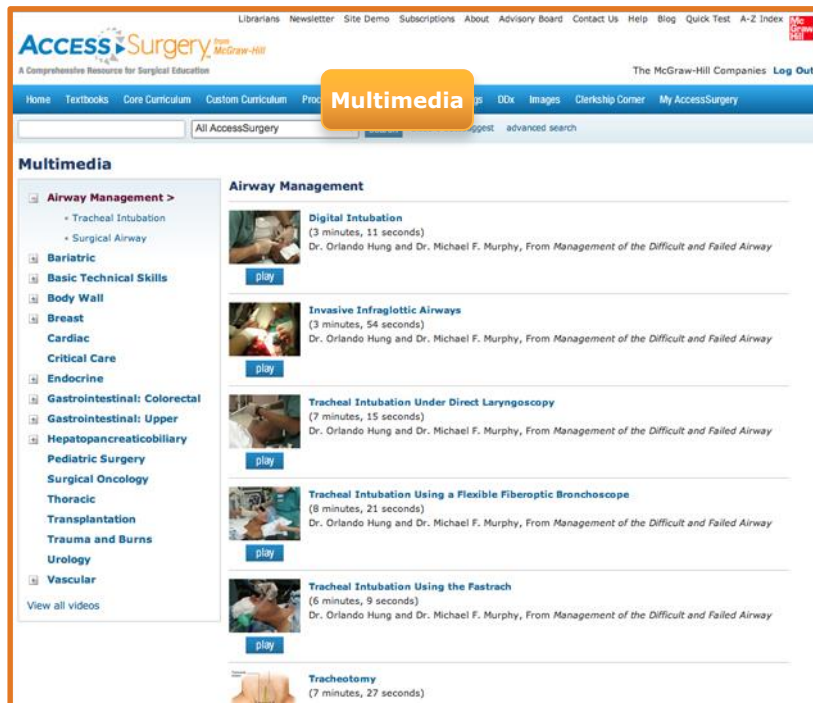 Librarians Newsletter Site Demo Subscriptions About Advisory Board Contact Us Help Blog Quick Test A-Z Index
Mc
Graw
Hill
ACCESS Surgery from McGraw-Hill
A Comprehensive Resource for Surgical Education
The McGraw-Hill Companies Log Out
Home Textbooks Core Curriculum Custom Curriculum Multimedia DDx Images Clerkship Corner My AccessSurgery
All AccessSurgery advanced search
Multimedia
Airway Management >
• Tracheal Intubation
• Surgical Airway
Bariatric
Basic Technical Skills
Body Wall
Breast
Cardiac
Critical Care
Endocrine
Gastrointestinal: Colorectal
Gastrointestinal: Upper
Hepatopancreaticobiliary
Pediatric Surgery
Surgical Oncology
Thoracic
Transplantation
Trauma and Burns
Urology
Vascular
View all videos
Airway Management
Digital Intubation
(3 minutes, 11 seconds)
Dr. Orlando Hung and Dr. Michael F. Murphy, From Management of the Difficult and Failed Airway
play
Invasive Infraglottic Airways
(3 minutes, 54 seconds)
Dr. Orlando Hung and Dr. Michael F. Murphy, From Management of the Difficult and Failed Airway
play
Tracheal Intubation Under Direct Laryngoscopy
(7 minutes, 15 seconds)
Dr. Orlando Hung and Dr. Michael F. Murphy, From Management of the Difficult and Failed Airway
play
Tracheal Intubation Using a Flexible Fiberoptic Bronchoscope
(8 minutes, 21 seconds)
Dr. Orlando Hung and Dr. Michael F. Murphy, From Management of the Difficult and Failed Airway
play
Tracheal Intubation Using the Fastrach
(6 minutes, 9 seconds)
Dr. Orlando Hung and Dr. Michael F. Murphy, From Management of the Difficult and Failed Airway
play
Tracheotomy
(7 minutes, 27 seconds)